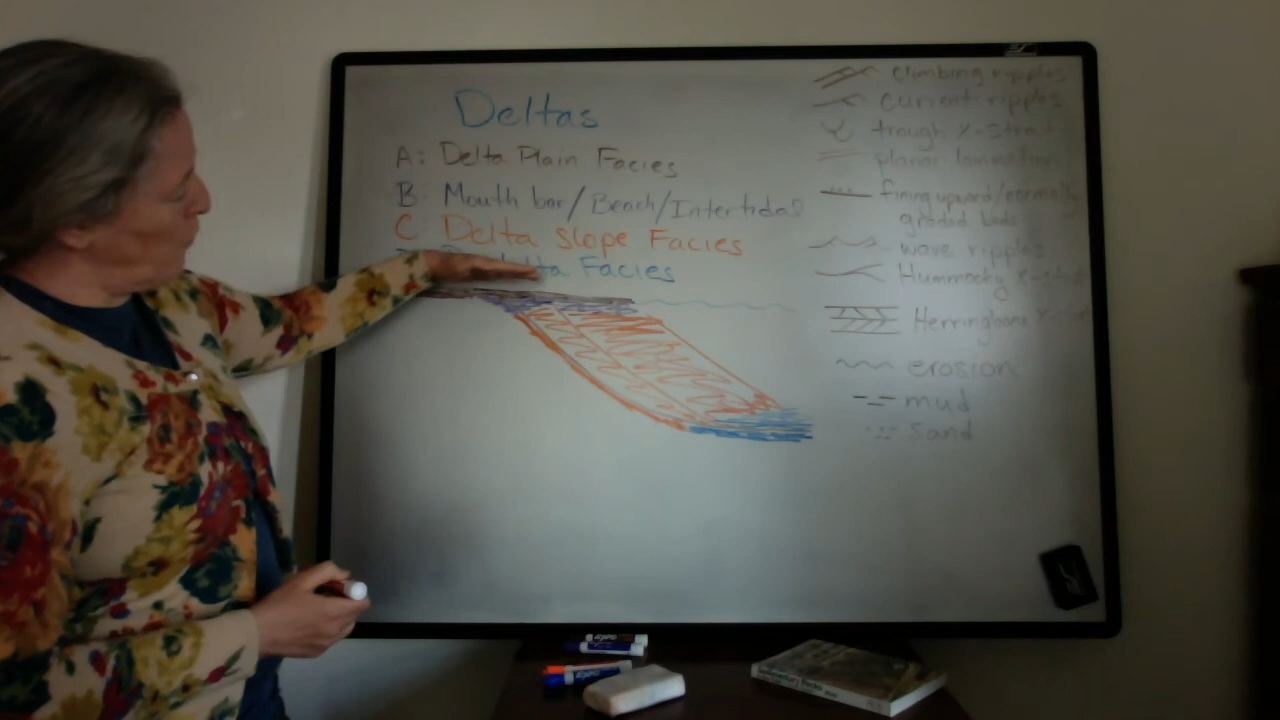 Deltas
A: Delta Plain Facies
B: Mouth bar/Beach/Intertidal
C Delta Slope Facies
Facies
climbing ripples
current ripples
trough x-strat
planar lamination
fining upward/normally
graded beds
wave ripples
Hummocky x-strat
Herringbone
erosion
mud
sand